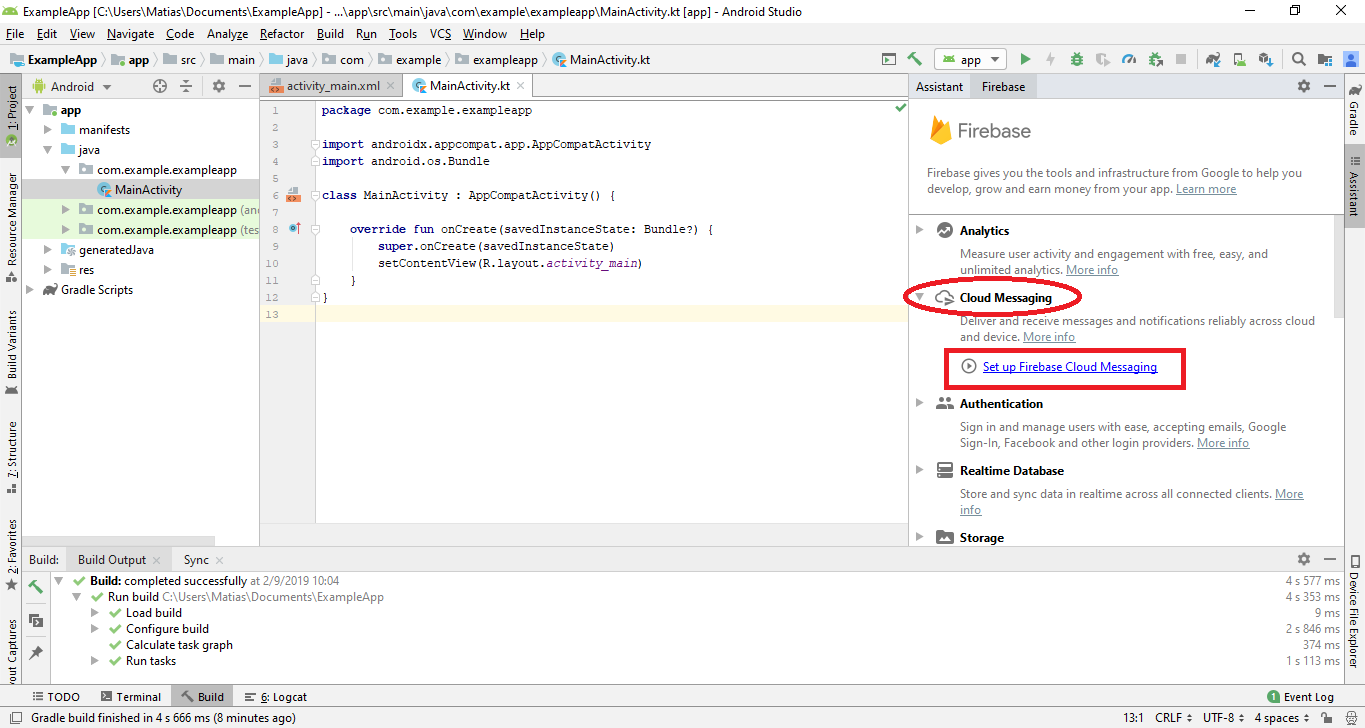 ExampleApp [C:\Users\Matias\Documents\ExampleApp] - ...\app\src\main\java\com\example\exampleapp\MainActivity.kt [app] - Android Studio
File Edit View Navigate Code Analyze Refactor Build Run Tools VCS Window Help
ExampleApp app src main java com example exampleapp MainActivity.kt app
1: Project
Resource Manager
Build Variants
7: Structure
2: Favorites
yout Captures
Android
app
manifests
java
com.example.exampleapp
MainActivity
com.example.exampleapp (an
com.example.exampleapp (tes
generatedJava
res
Gradle Scripts
activity_main.xml MainActivity.kt
1 package com.example.exampleapp
2
3 import androidx.appcompat.app.AppCompatActivity
4 import android.os.Bundle
5
6 class MainActivity : AppCompatActivity() {
7
8 override fun onCreate(savedInstanceState: Bundle?) {
9 super.onCreate(savedInstanceState)
10 setContentView(R.layout.activity_main)
11 }
12 }
13
Assistant Firebase
Firebase
Firebase gives you the tools and infrastructure from Google to help you
develop, grow and earn money from your app. Learn more
Analytics
Measure user activity and engagement with free, easy, and
unlimited analytics. More info
Cloud Messaging
Deliver and receive messages and notifications reliably across cloud
and device. More info
Set up Firebase Cloud Messaging
Authentication
Sign in and manage users with ease, accepting emails, Google
Sign-In, Facebook and other login providers. More info
Realtime Database
Store and sync data in realtime across all connected clients. More
info
Storage
Gradle
Assistant
Device File Explorer
Build: Build Output Sync
Build: completed successfully at 2/9/2019 10:04 4 s 577 ms
Run build C:\Users\Matias\Documents\ExampleApp 4 s 353 ms
Load build 9 ms
Configure build 2 s 846 ms
Calculate task graph 374 ms
Run tasks 1 s 113 ms
TODO Terminal Build 6: Logcat 1 Event Log
Gradle build finished in 4 s 666 ms (8 minutes ago) 13:1 CRLF UTF-8 4 spaces